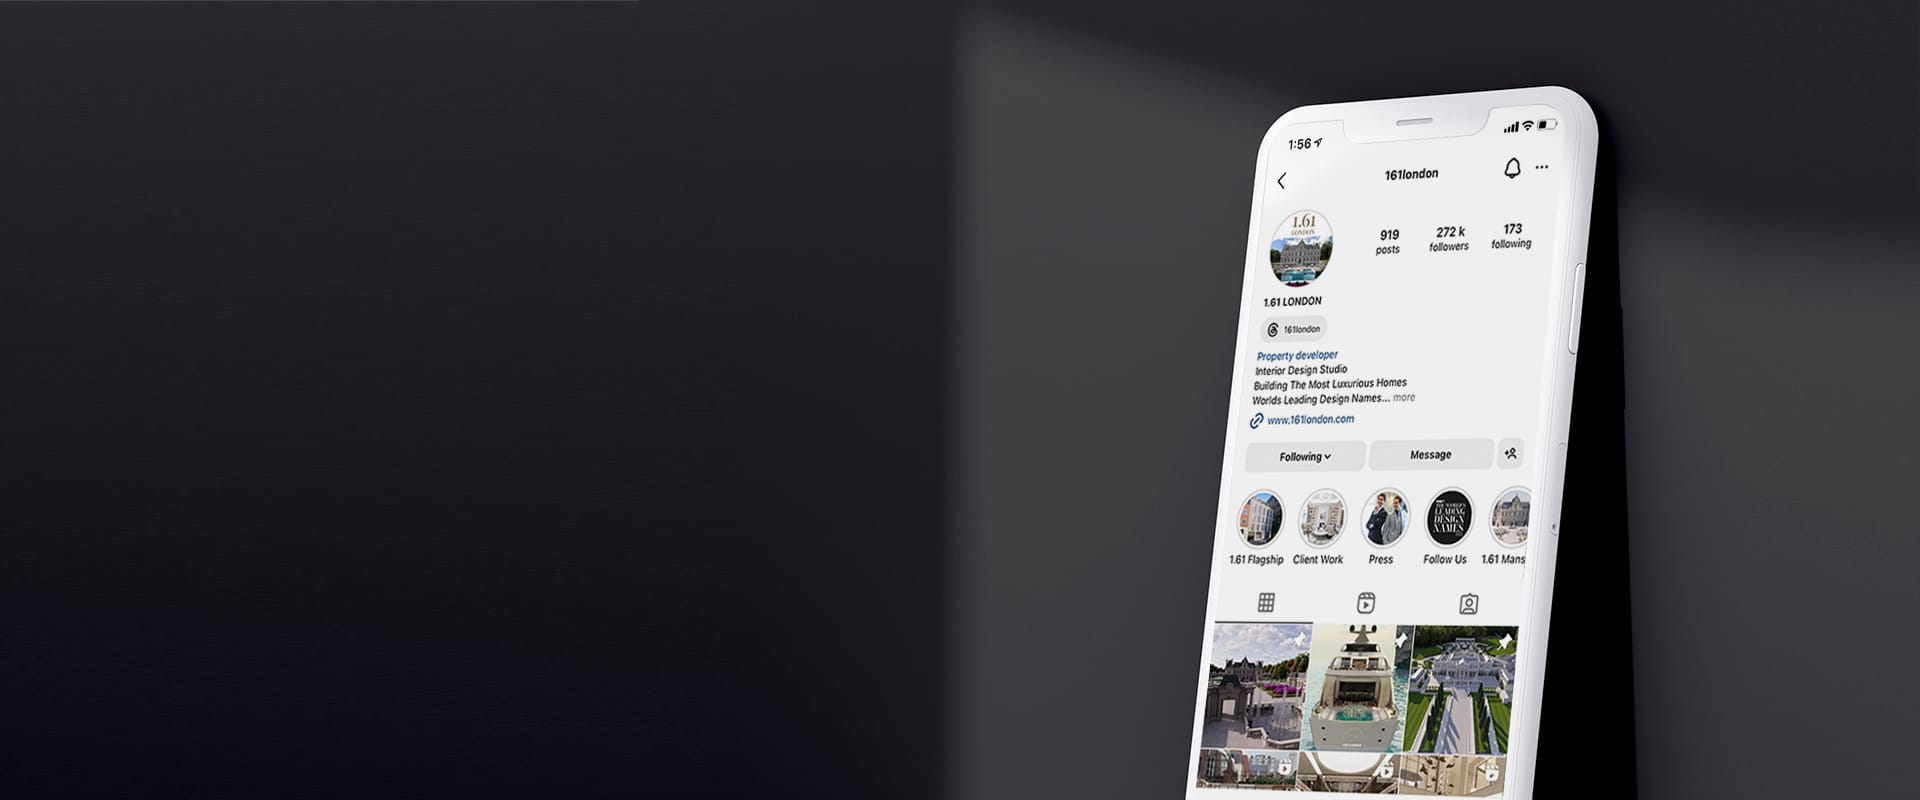 1:56
161london
1.61
LONDON
919
posts
272 k
followers
173
following
1.61 LONDON
161london
Property developer
Interior Design Studio
Building The Most Luxurious Homes
Worlds Leading Design Names... more
www.161london.com
Following
Message
THE WORLD'S
LEADING
DESIGN
NAMES
1.61 Flagship
Client Work
Press
Follow Us
1.61 Mans